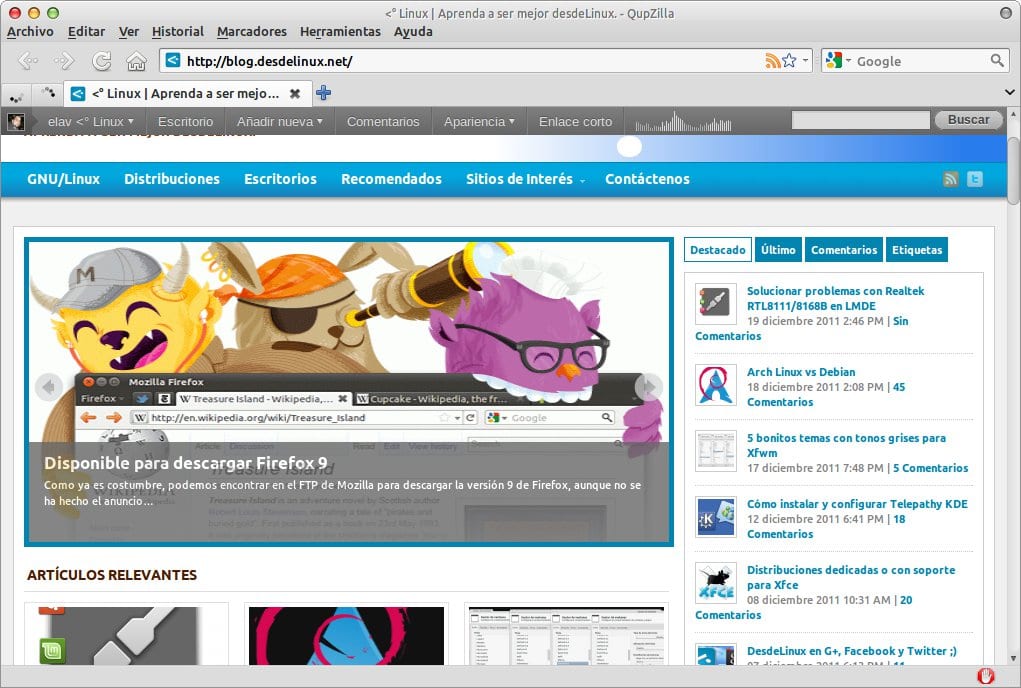 <° Linux | Aprenda a ser mejor desdeLinux. - QupZilla
Archivo Editar Ver Historial Marcadores Herramientas Ayuda
http://blog.desdelinux.net/
Google
<° Linux | Aprenda a ser mejo...
elav <° Linux Escritorio Añadir nueva Comentarios Apariencia Enlace corto Buscar
GNU/Linux Distribuciones Escritorios Recomendados Sitios de Interés Contáctenos
M
Mozilla Firefox
Firefox
Treasure Island - Wikipedia,...
Cupcake - Wikipedia, the fr...
http://en.wikipedia.org/wiki/Treasure_Island
Google
Article Discussion Read Edit View history
Disponible para descargar Firefox 9
Como ya es costumbre, podemos encontrar en el FTP de Mozilla para descargar la versión 9 de Firefox, aunque no se
ha hecho el anuncio...
ARTÍCULOS RELEVANTES
Destacado Último Comentarios Etiquetas
Solucionar problemas con Realtek
RTL8111/8168B en LMDE
19 diciembre 2011 2:46 PM | Sin
Comentarios
Arch Linux vs Debian
18 diciembre 2011 2:08 PM | 45
Comentarios
5 bonitos temas con tonos grises para
Xfwm
17 diciembre 2011 7:48 PM | 5 Comentarios
Cómo instalar y configurar Telepathy KDE
12 diciembre 2011 6:41 PM | 18
Comentarios
XFCE
Distribuciones dedicadas o con soporte
para Xfce
08 diciembre 2011 10:31 AM | 20
Comentarios
DesdeLinux en G+, Facebook y Twitter ;)